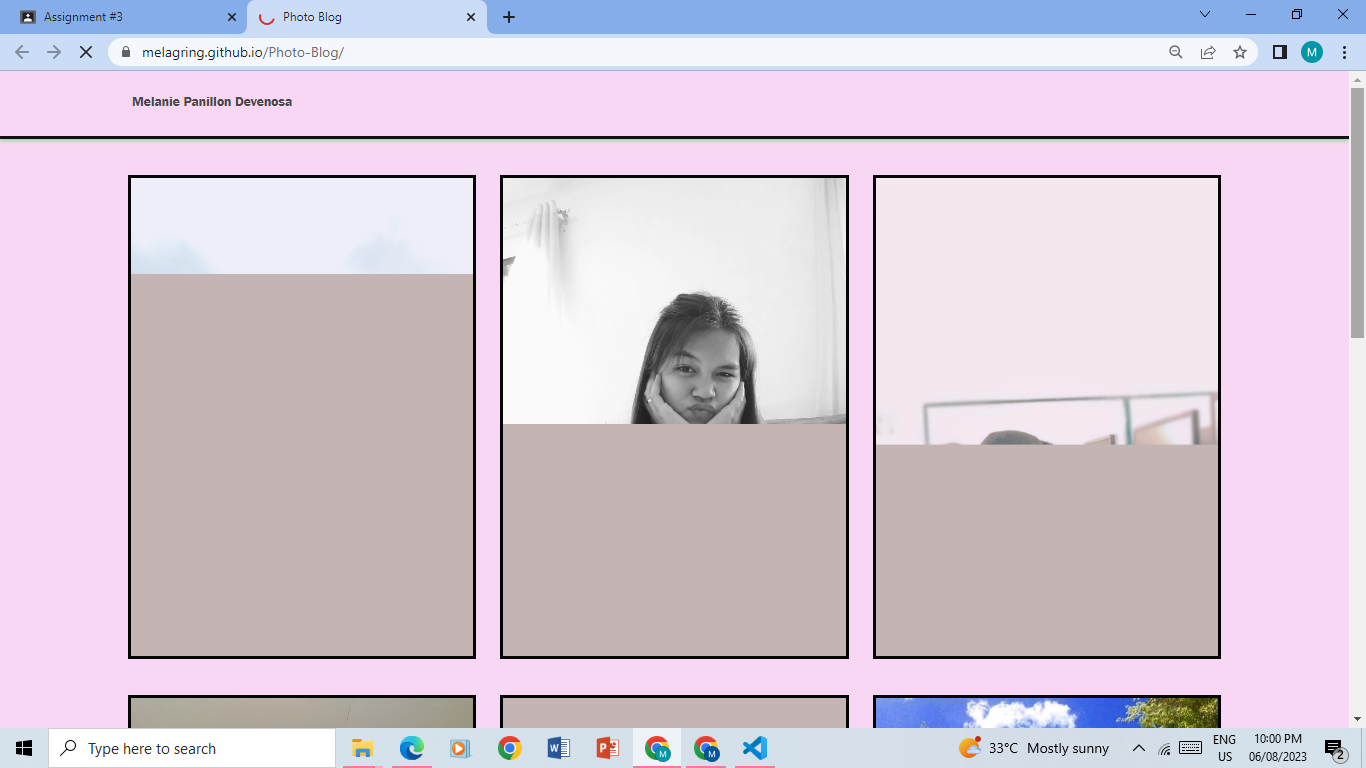 Assignment #3
Photo Blog
melagring.github.io/Photo-Blog/
M
Melanie Panillon Devenosa
Type here to search
33°C Mostly sunny
ENG
US
10:00 PM
06/08/2023
2